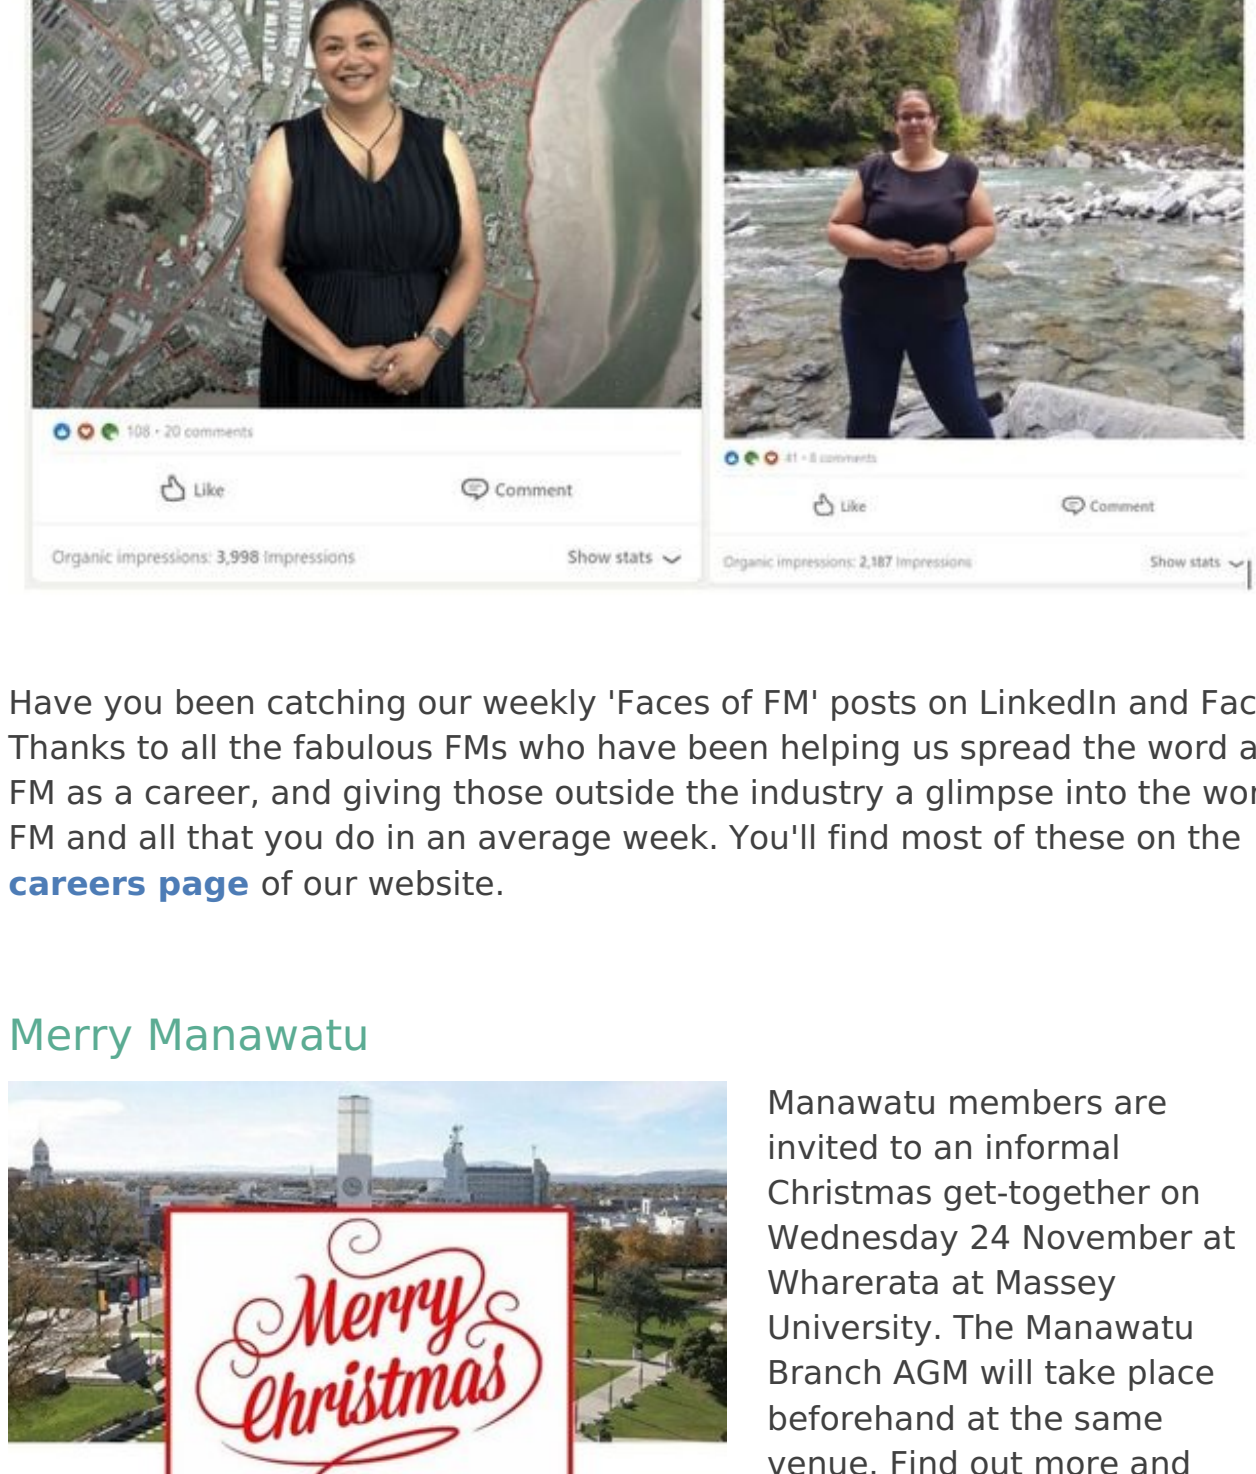 108 • 20 comments
Like
Comment
Organic impressions: 3,998 Impressions
Show stats
41 • 8 comments
Like
Comment
Organic impressions: 2,187 Impressions
Show stats
Have you been catching our weekly 'Faces of FM' posts on LinkedIn and Fac
Thanks to all the fabulous FMs who have been helping us spread the word a
FM as a career, and giving those outside the industry a glimpse into the wor
FM and all that you do in an average week. You'll find most of these on the
careers page of our website.
Merry Manawatu
Merry
Christmas
Manawatu members are
invited to an informal
Christmas get-together on
Wednesday 24 November at
Wharerata at Massey
University. The Manawatu
Branch AGM will take place
beforehand at the same
venue. Find out more and